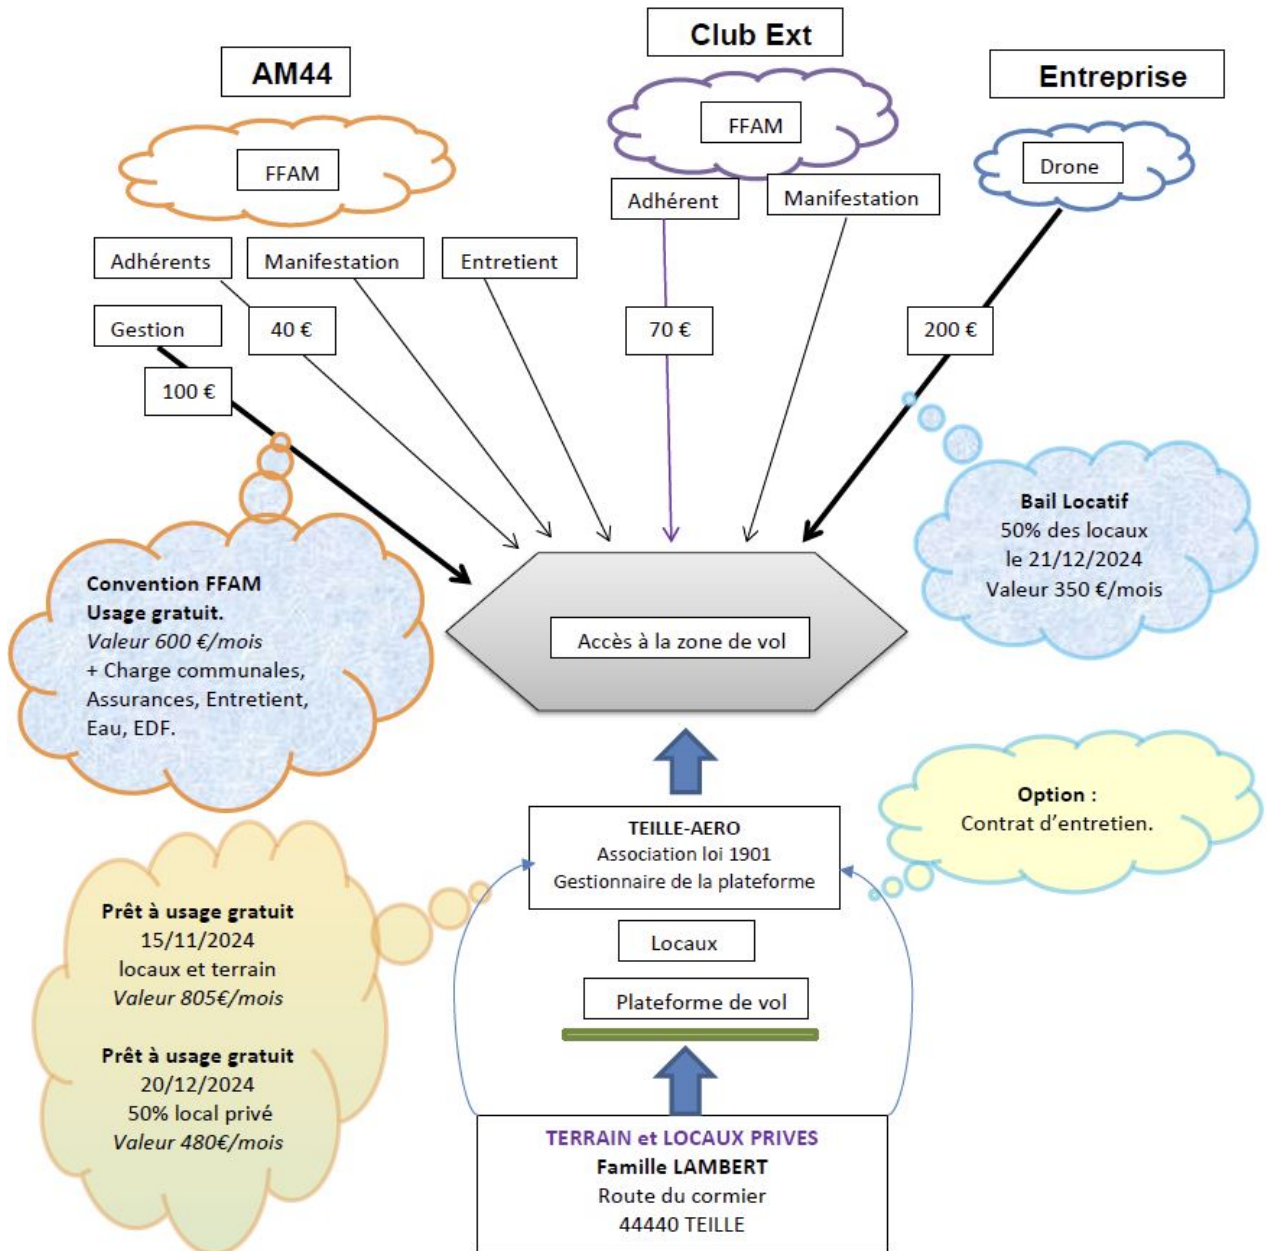 AM44
Club Ext
Entreprise
FFAM
FFAM
Drone
Adhérents
Manifestation
Entretient
Adhérent
Manifestation
Gestion
40 €
70 €
200 €
100 €
Convention FFAM
Usage gratuit.
Valeur 600 €/mois
+ Charge communales,
Assurances, Entretient,
Eau, EDF.
Bail Locatif
50% des locaux
le 21/12/2024
Valeur 350 €/mois
Accès à la zone de vol
TEILLE-AERO
Association loi 1901
Gestionnaire de la plateforme
Option :
Contrat d'entretien.
Prêt à usage gratuit
15/11/2024
locaux et terrain
Valeur 805€/mois
Prêt à usage gratuit
20/12/2024
50% local privé
Valeur 480€/mois
Locaux
Plateforme de vol
TERRAIN et LOCAUX PRIVES
Famille LAMBERT
Route du cormier
44440 TEILLE